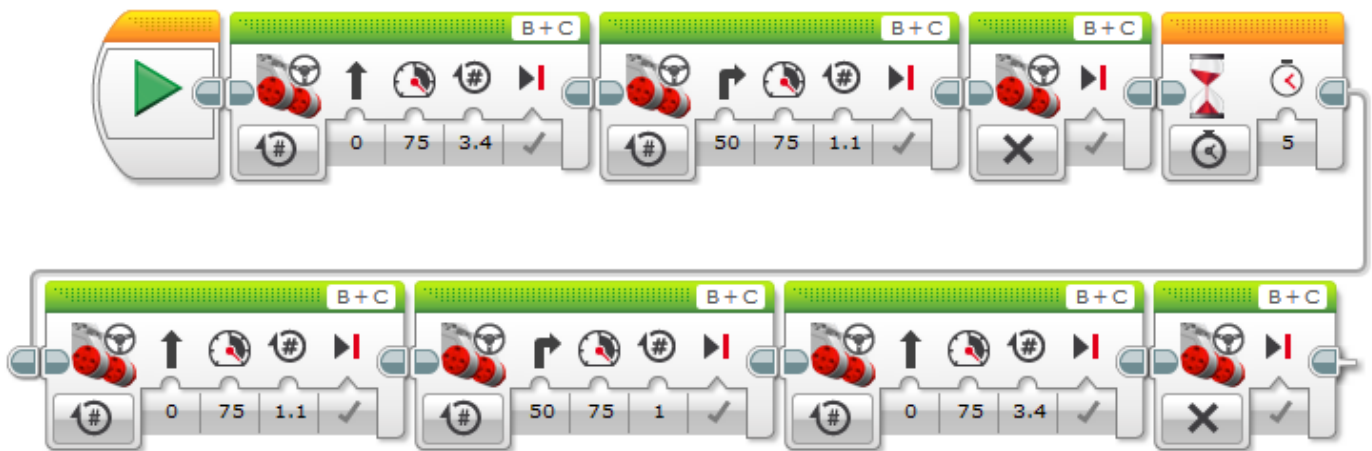 B + C B + C B + C
# # 
0 75 3.4 50 75 1.1 5
# #
B + C B + C B + C B + C
# # #
0 75 1.1 50 75 1 0 75 3.4
# # #